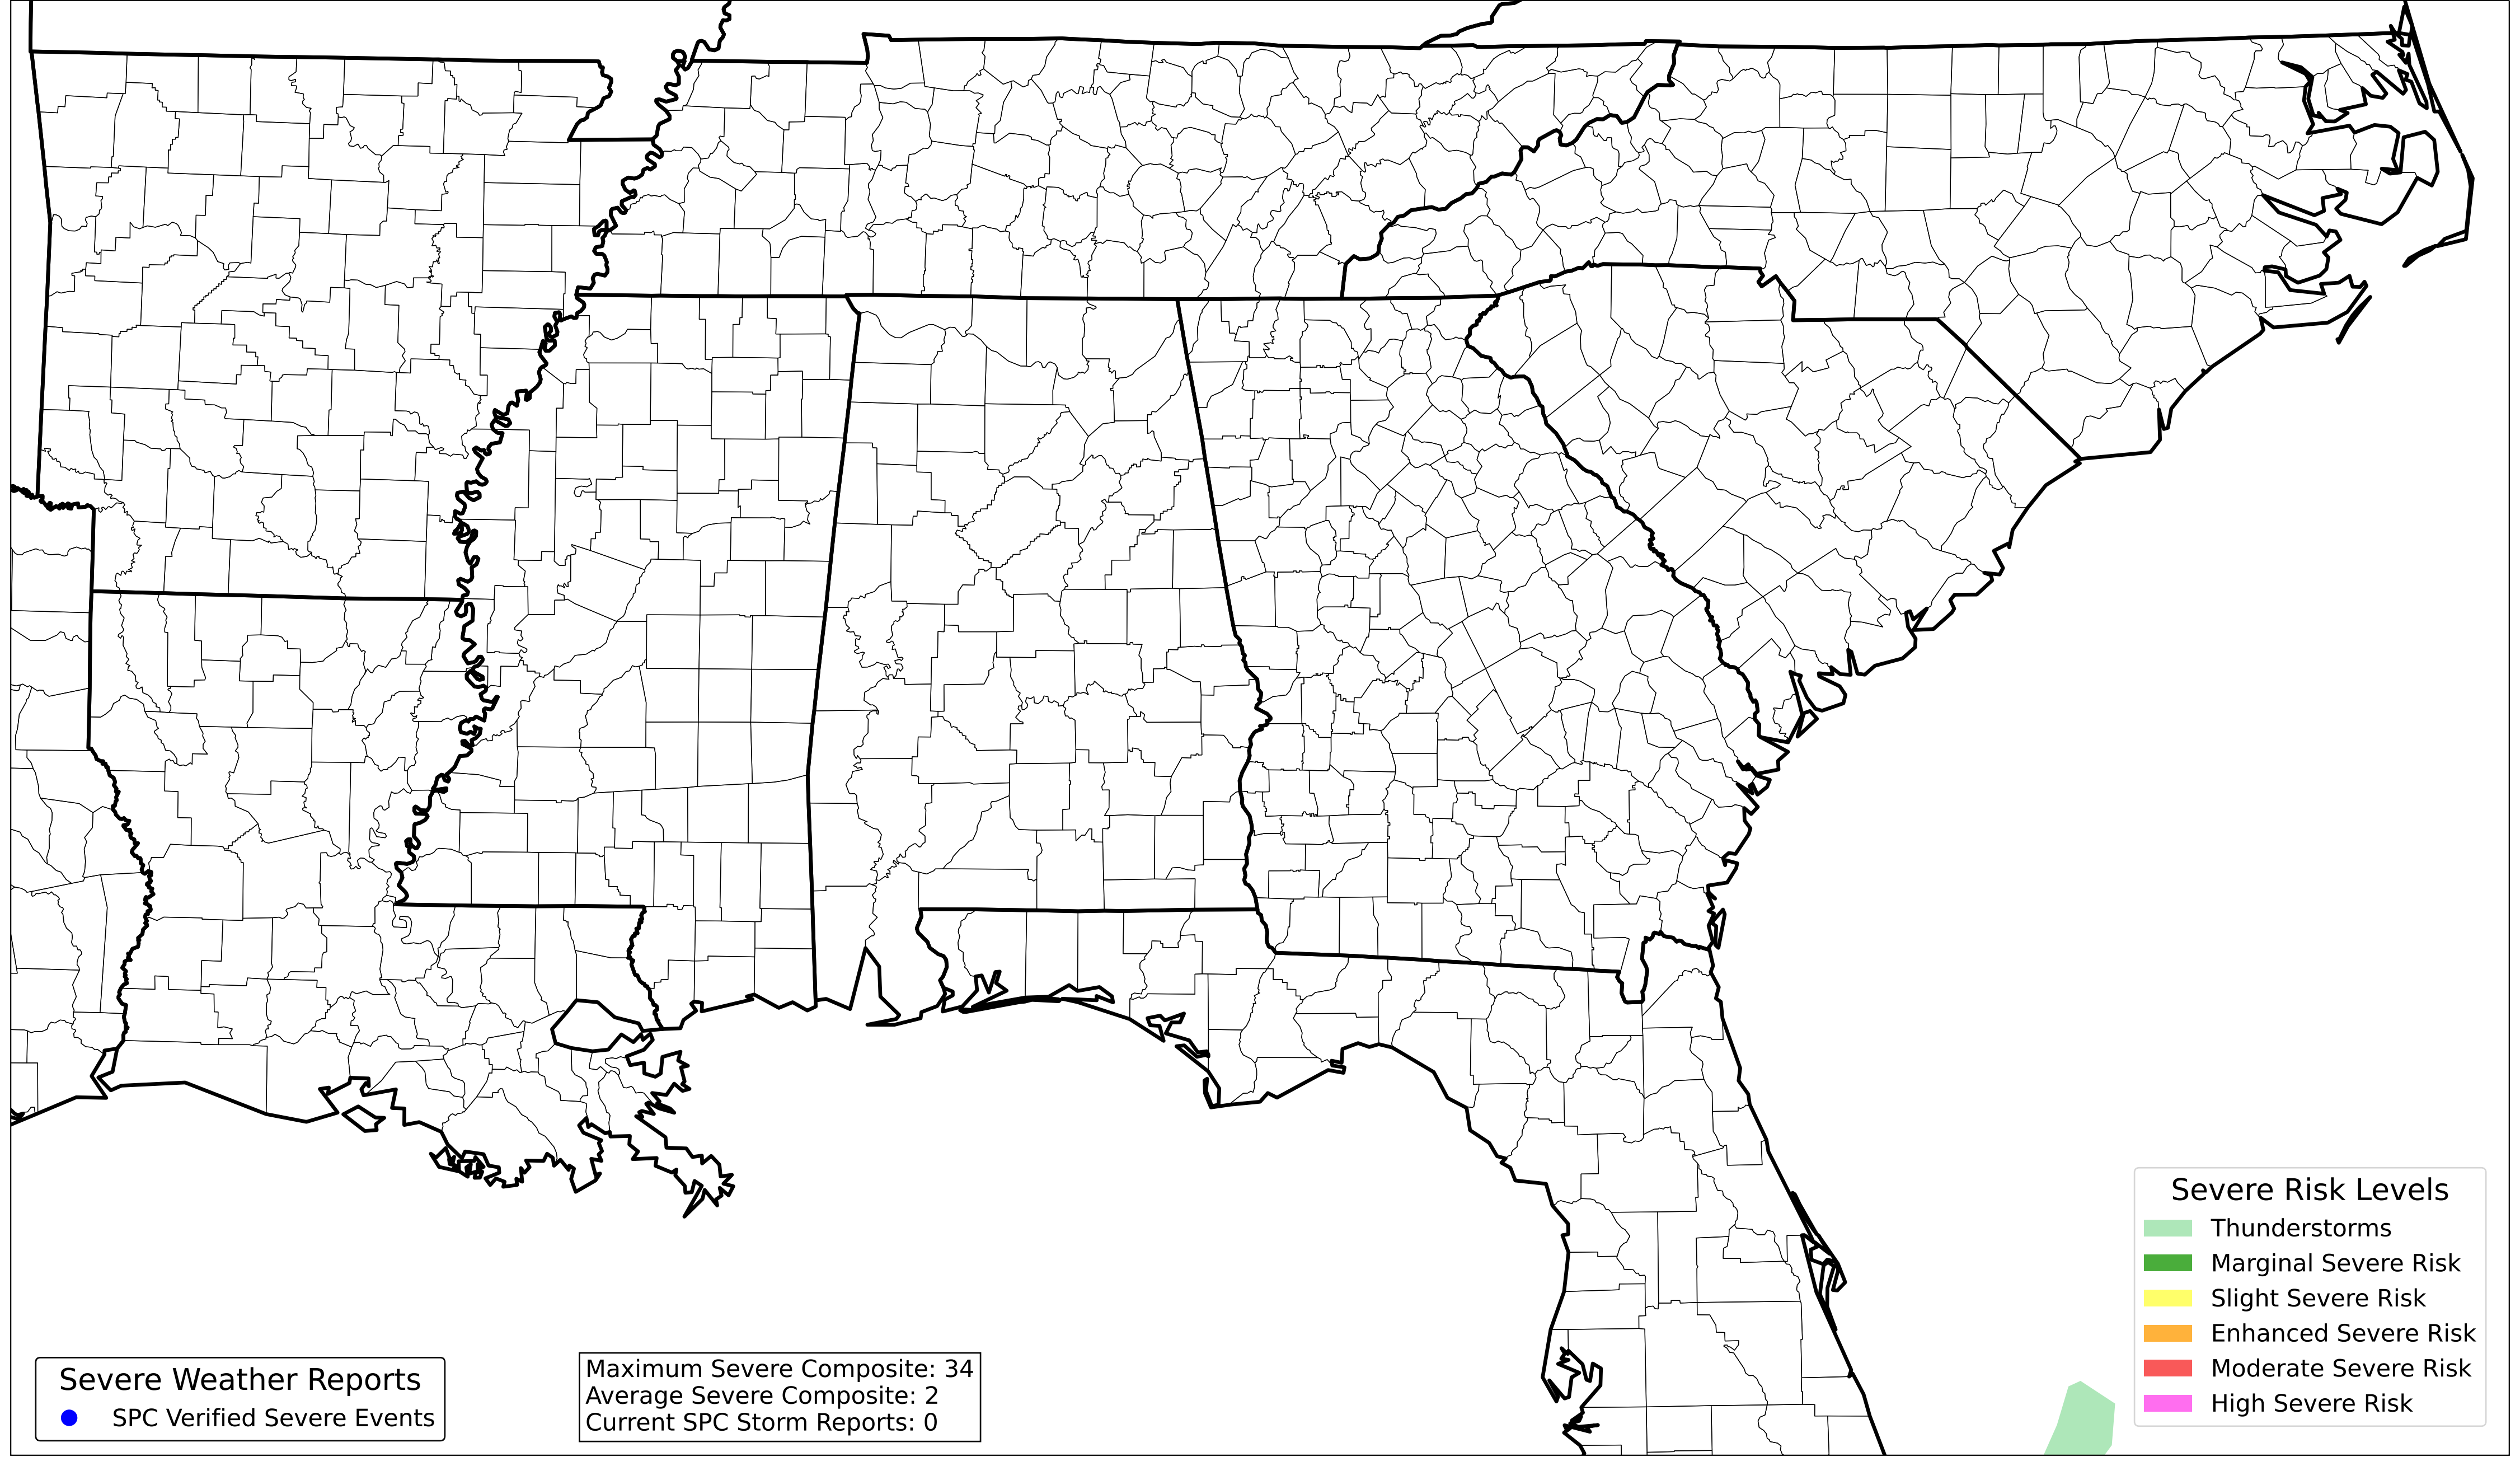 Severe Risk Levels
Thunderstorms
Marginal Severe Risk
Slight Severe Risk
Enhanced Severe Risk
Moderate Severe Risk
High Severe Risk
Severe Weather Reports
SPC Verified Severe Events
Maximum Severe Composite: 34
Average Severe Composite: 2
Current SPC Storm Reports: 0